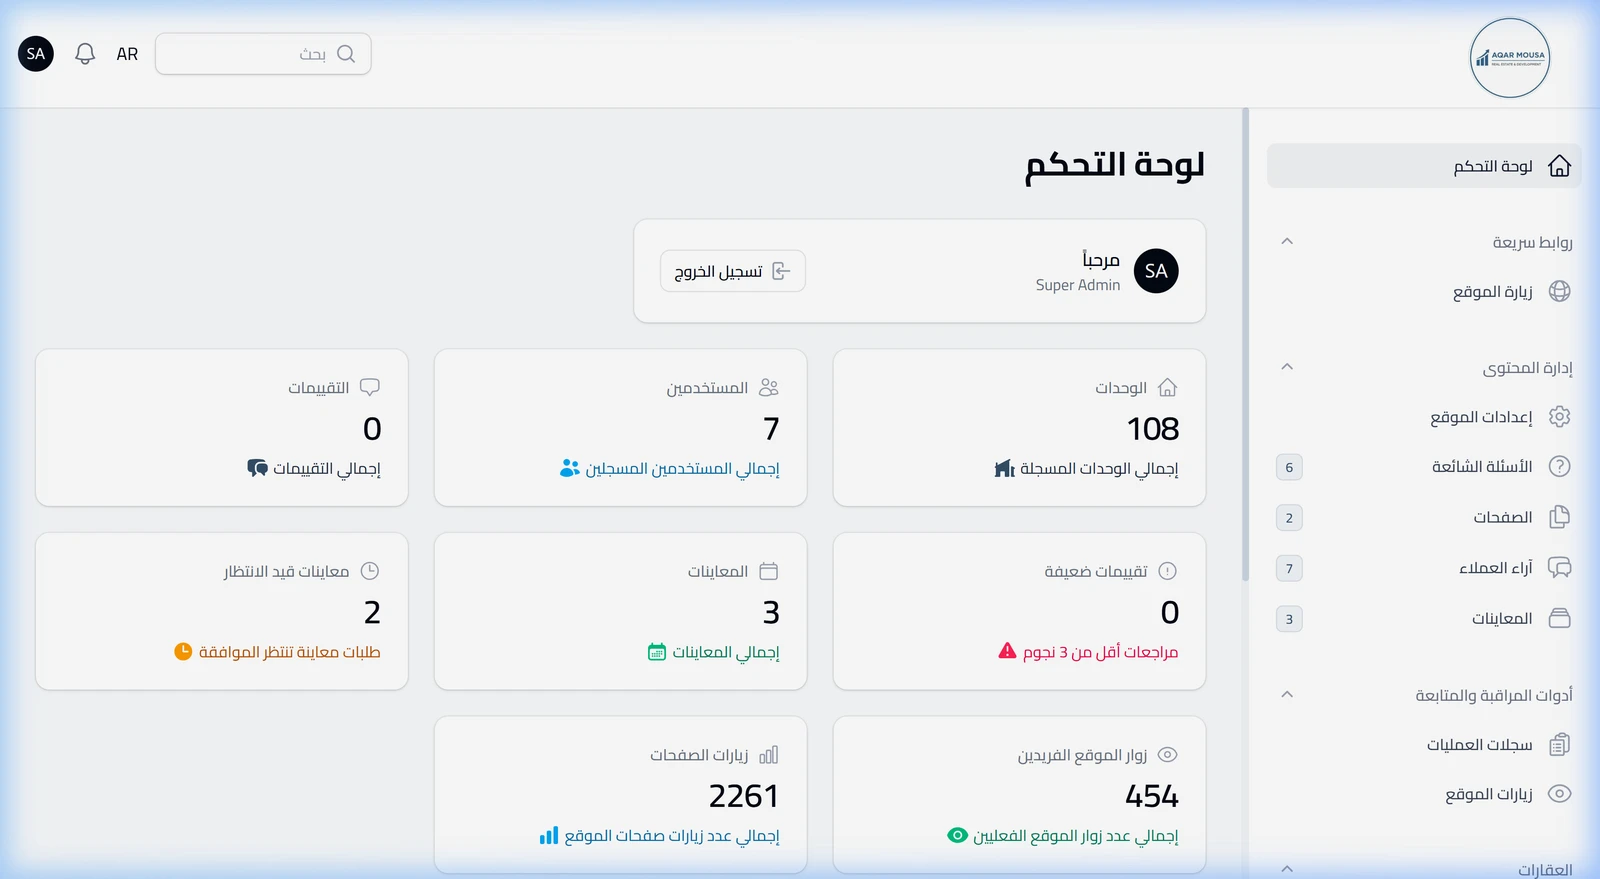 AQAR MOUSA
REAL ESTATE & DEVELOPMENT
بحث
AR
SA
لوحة التحكم
روابط سريعة
زيارة الموقع
إدارة المحتوى
إعدادات الموقع
الأسئلة الشائعة
6
الصفحات
2
آراء العملاء
7
المعاينات
3
أدوات المراقبة والمتابعة
سجلات العمليات
زيارات الموقع
العقارات
لوحة التحكم
SA
مرحباً
Super Admin
تسجيل الخروج
الوحدات
108
إجمالي الوحدات المسجلة
المستخدمين
7
إجمالي المستخدمين المسجلين
التقييمات
0
إجمالي التقييمات
تقييمات ضعيفة
0
مراجعات أقل من 3 نجوم
المعاينات
3
إجمالي المعاينات
معاينات قيد الانتظار
2
طلبات معاينة تنتظر الموافقة
زوار الموقع الفريدين
454
إجمالي عدد زوار الموقع الفعليين
زيارات الصفحات
2261
إجمالي عدد زيارات صفحات الموقع